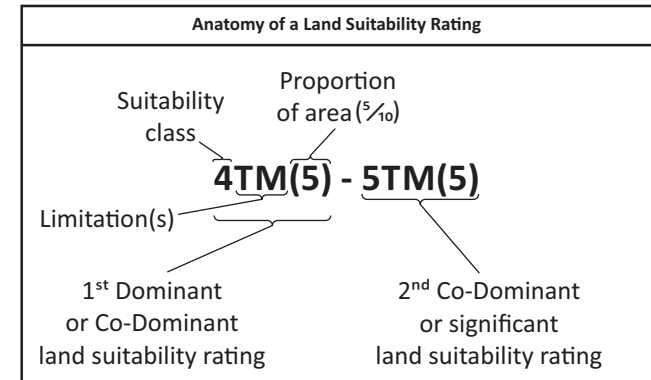 Anatomy of a Land Suitability Rating
Suitability
class
Proportion
of area (⁵⁄₁₀)
4TM(5) - 5TM(5)
Limitation(s)
1st Dominant
or Co-Dominant
land suitability rating
2nd Co-Dominant
or significant
land suitability rating